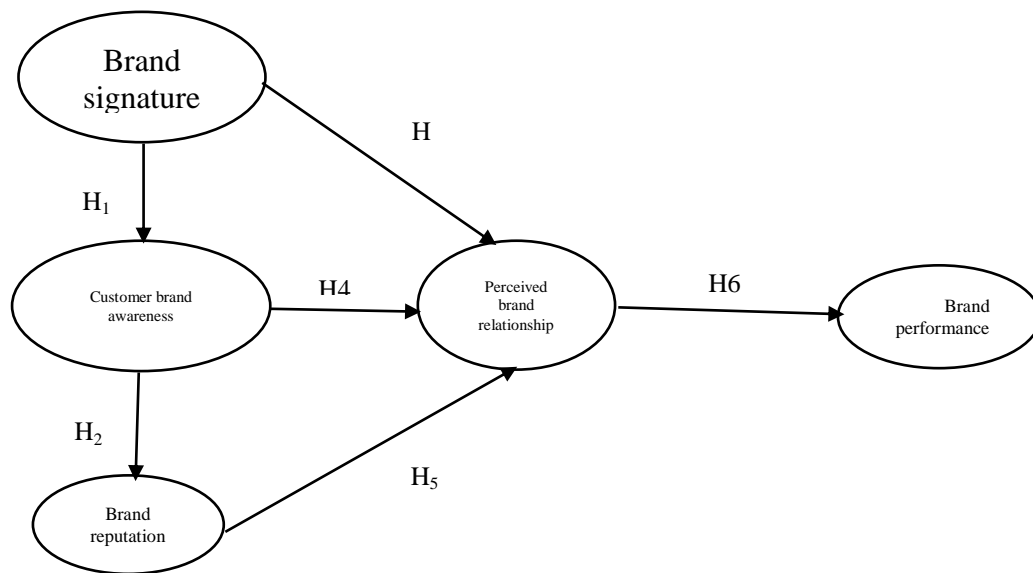 Brand
signature
H
H₁
Customer brand
awareness
H4
Perceived
brand
relationship
H6
Brand
performance
H₂
H₅
Brand
reputation